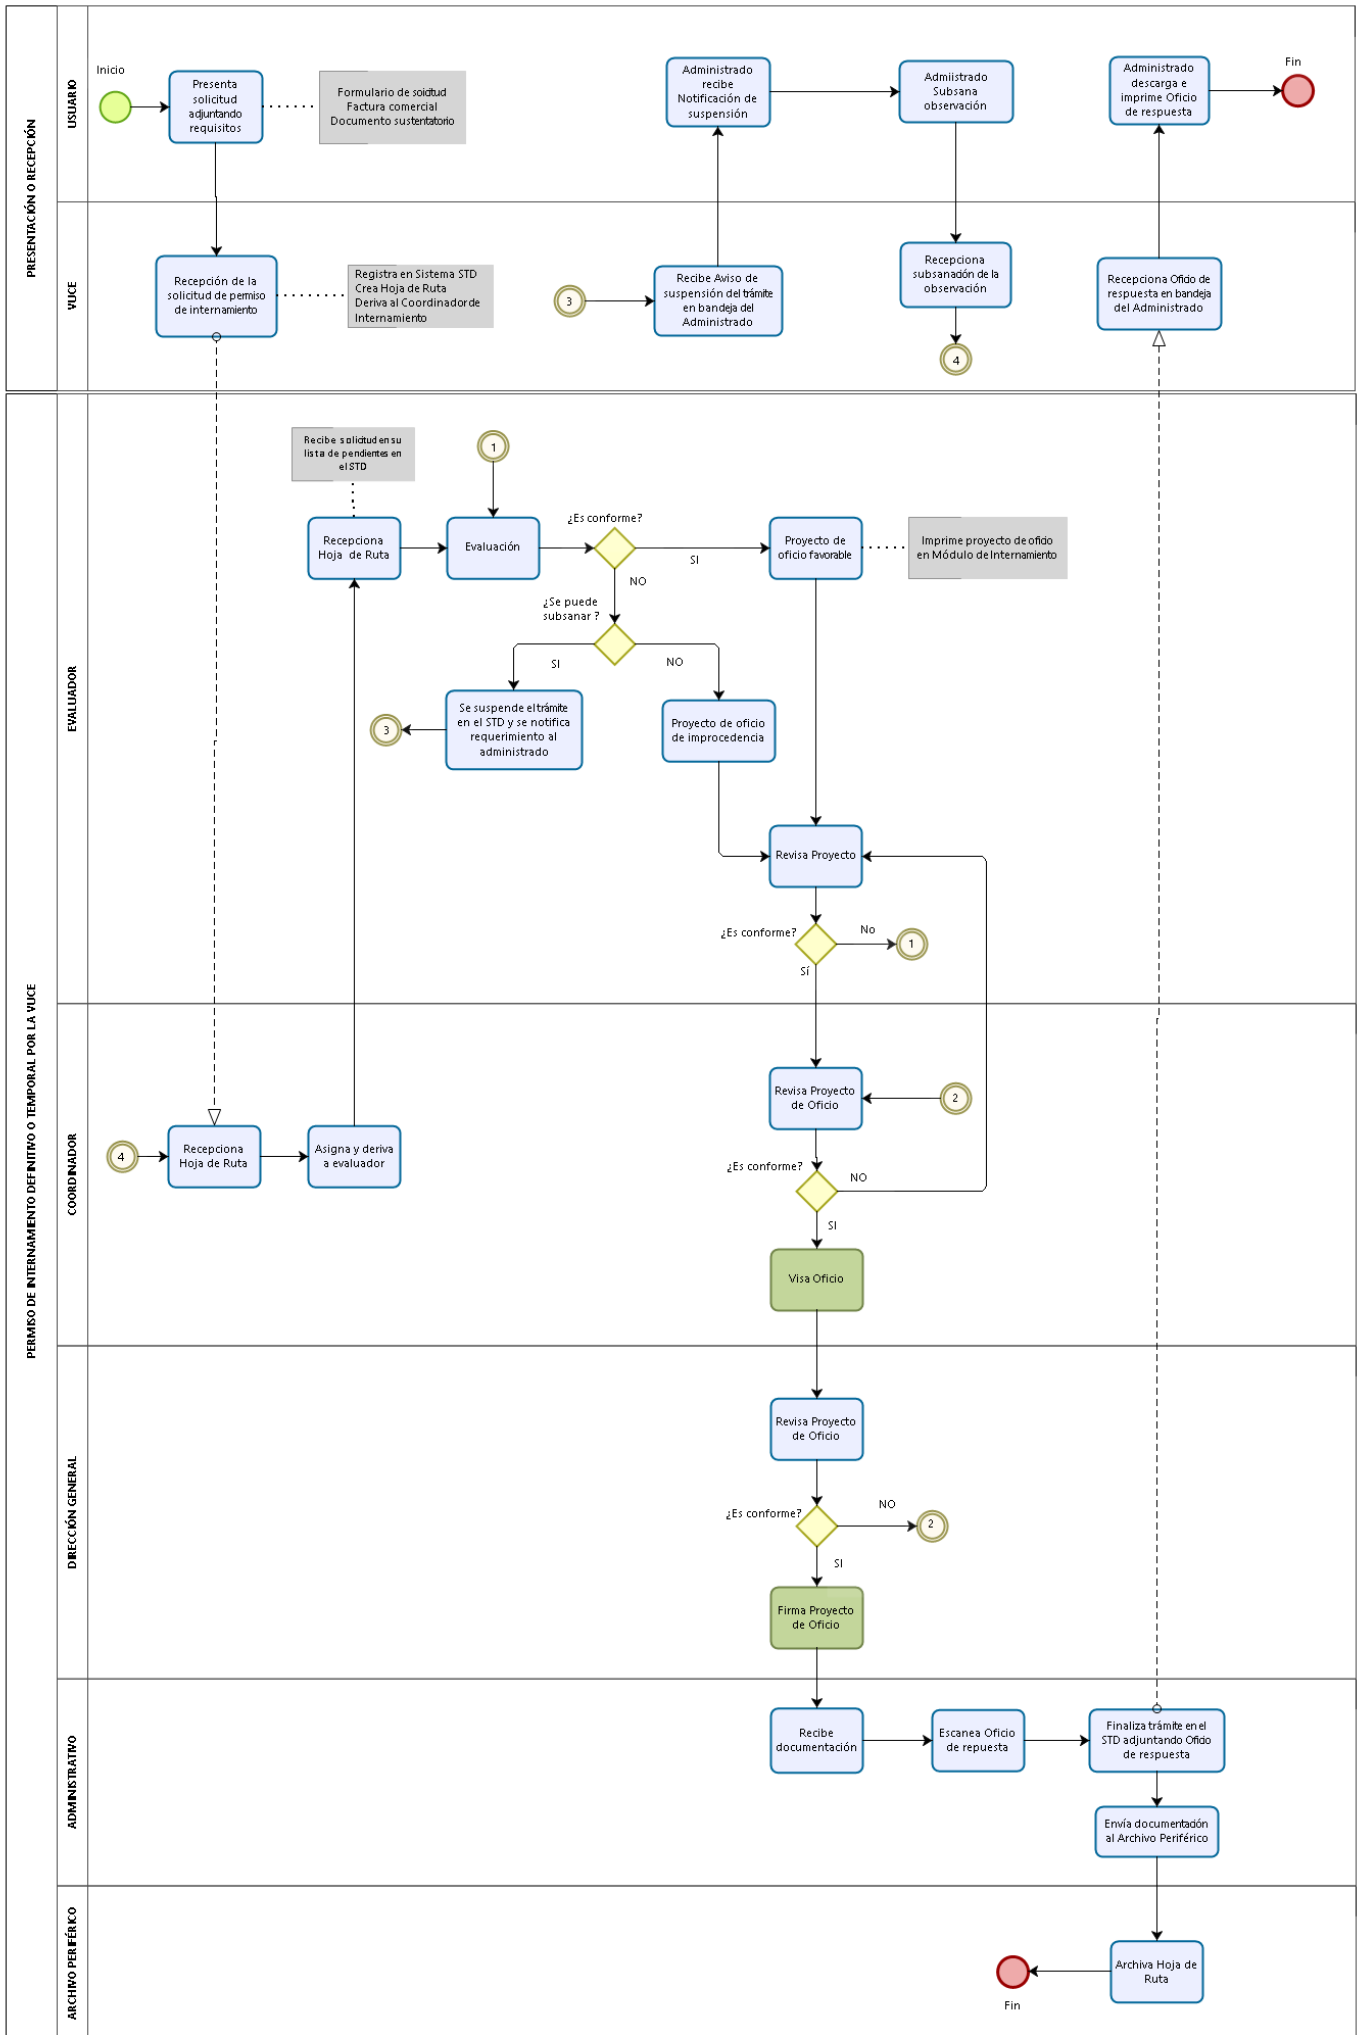 PRESENTACIÓN O RECEPCIÓN
USUARIO
Inicio
Presenta
solicitud
adjuntando
requisitos
Formulario de soicitud
Factura comercial
Documento sustentatorio
Administrado
recibe
Notificación de
suspensión
Admiistrado
Subsana
observación
Administrado
descarga e
imprime Oficio
de respuesta
Fin
VUCE
Recepción de la
solicitud de permiso
de internamiento
Registra en Sistema STD
Crea Hoja de Ruta
Deriva al Coordinador de
Internamiento
3
Recibe Aviso de
suspensión del trámite
en bandeja del
Administrado
Recepciona
subsanación de la
observación
4
Recepciona Oficio de
respuesta en bandeja
del Administrado
PERMISO DE INTERNAMIENTO DEFINITIVO O TEMPORAL POR LA VUCE
EVALUADOR
Recibe solicitud en su
lista de pendientes en
el STD
1
Recepciona
Hoja de Ruta
Evaluación
¿Es conforme?
SI
NO
Proyecto de
oficio favorable
Imprime proyecto de oficio
en Módulo de Internamiento
¿Se puede
subsanar ?
SI
NO
3
Se suspende el trámite
en el STD y se notifica
requerimiento al
administrado
Proyecto de oficio
de improcedencia
Revisa Proyecto
¿Es conforme?
No
1
Sí
COORDINADOR
4
Recepciona
Hoja de Ruta
Asigna y deriva
a evaluador
Revisa Proyecto
de Oficio
2
¿Es conforme?
NO
SI
Visa Oficio
DIRECCIÓN GENERAL
Revisa Proyecto
de Oficio
¿Es conforme?
NO
2
SI
Firma Proyecto
de Oficio
ADMINISTRATIVO
Recibe
documentación
Escanea Oficio
de repuesta
Finaliza trámite en el
STD adjuntando Oficio
de respuesta
Envía documentación
al Archivo Periférico
ARCHIVO PERIFÉRICO
Archiva Hoja de
Ruta
Fin